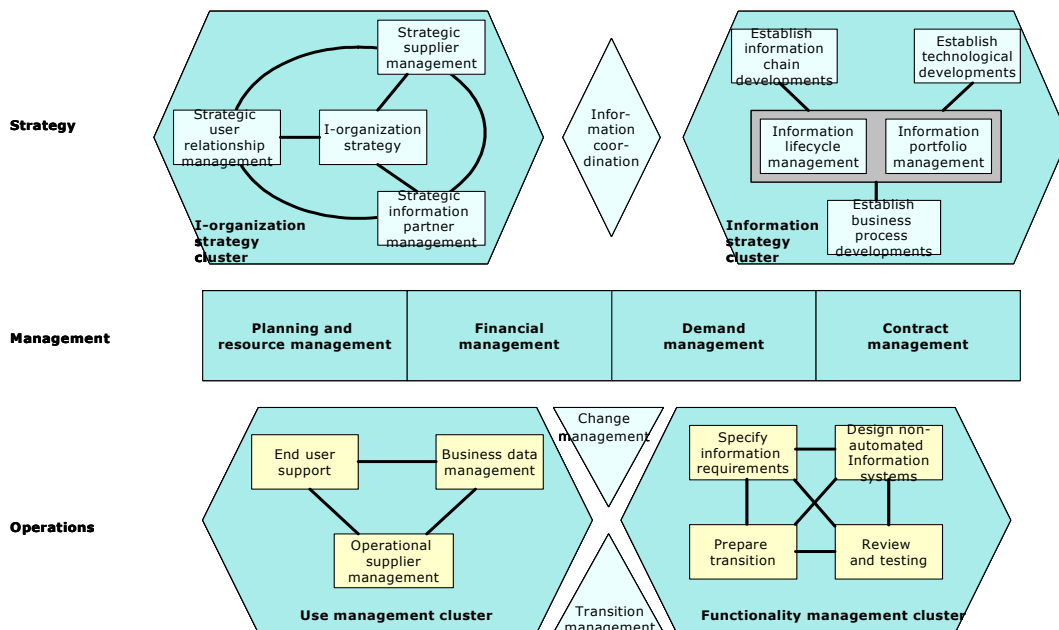 Strategic
supplier
management
Strategic
user
relationship
management
I-organization
strategy
Strategic
information
partner
management
I-organization
strategy
cluster
Strategy
Infor-
mation
coor-
dination
Establish
information
chain
developments
Establish
technological
developments
Information
lifecycle
management
Information
portfolio
management
Establish
business
process
developments
Information
strategy
cluster
Management
Planning and
resource management
Financial
management
Demand
management
Contract
management
Operations
End user
support
Business data
management
Operational
supplier
management
Use management cluster
Change
management
Transition
management
Specify
information
requirements
Design non-
automated
Information
systems
Prepare
transition
Review
and testing
Functionality management cluster